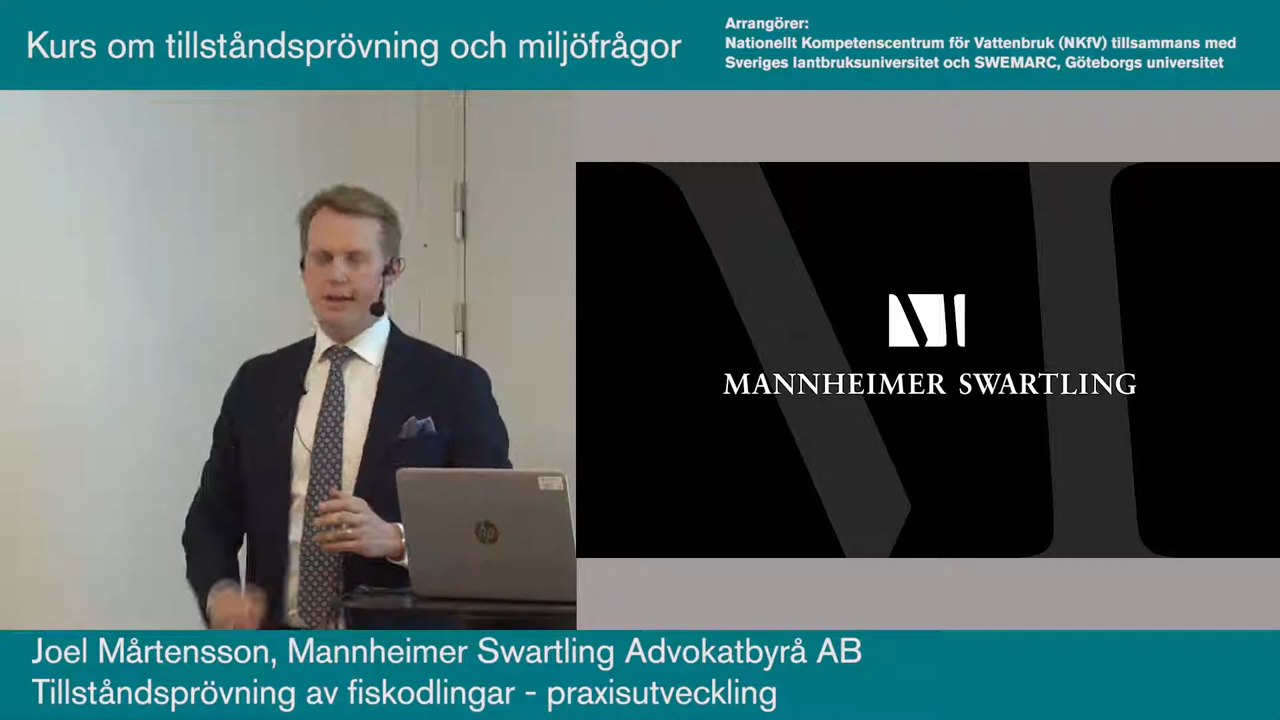 Kurs om tillståndsprövning och miljöfrågor
Arrangörer:
Nationellt Kompetenscentrum för Vattenbruk (NKfV) tillsammans med
Sveriges lantbruksuniversitet och SWEMARC, Göteborgs universitet
MANNHEIMER SWARTLING
hp
Joel Mårtensson, Mannheimer Swartling Advokatbyrå AB
Tillståndsprövning av fiskodlingar - praxisutveckling